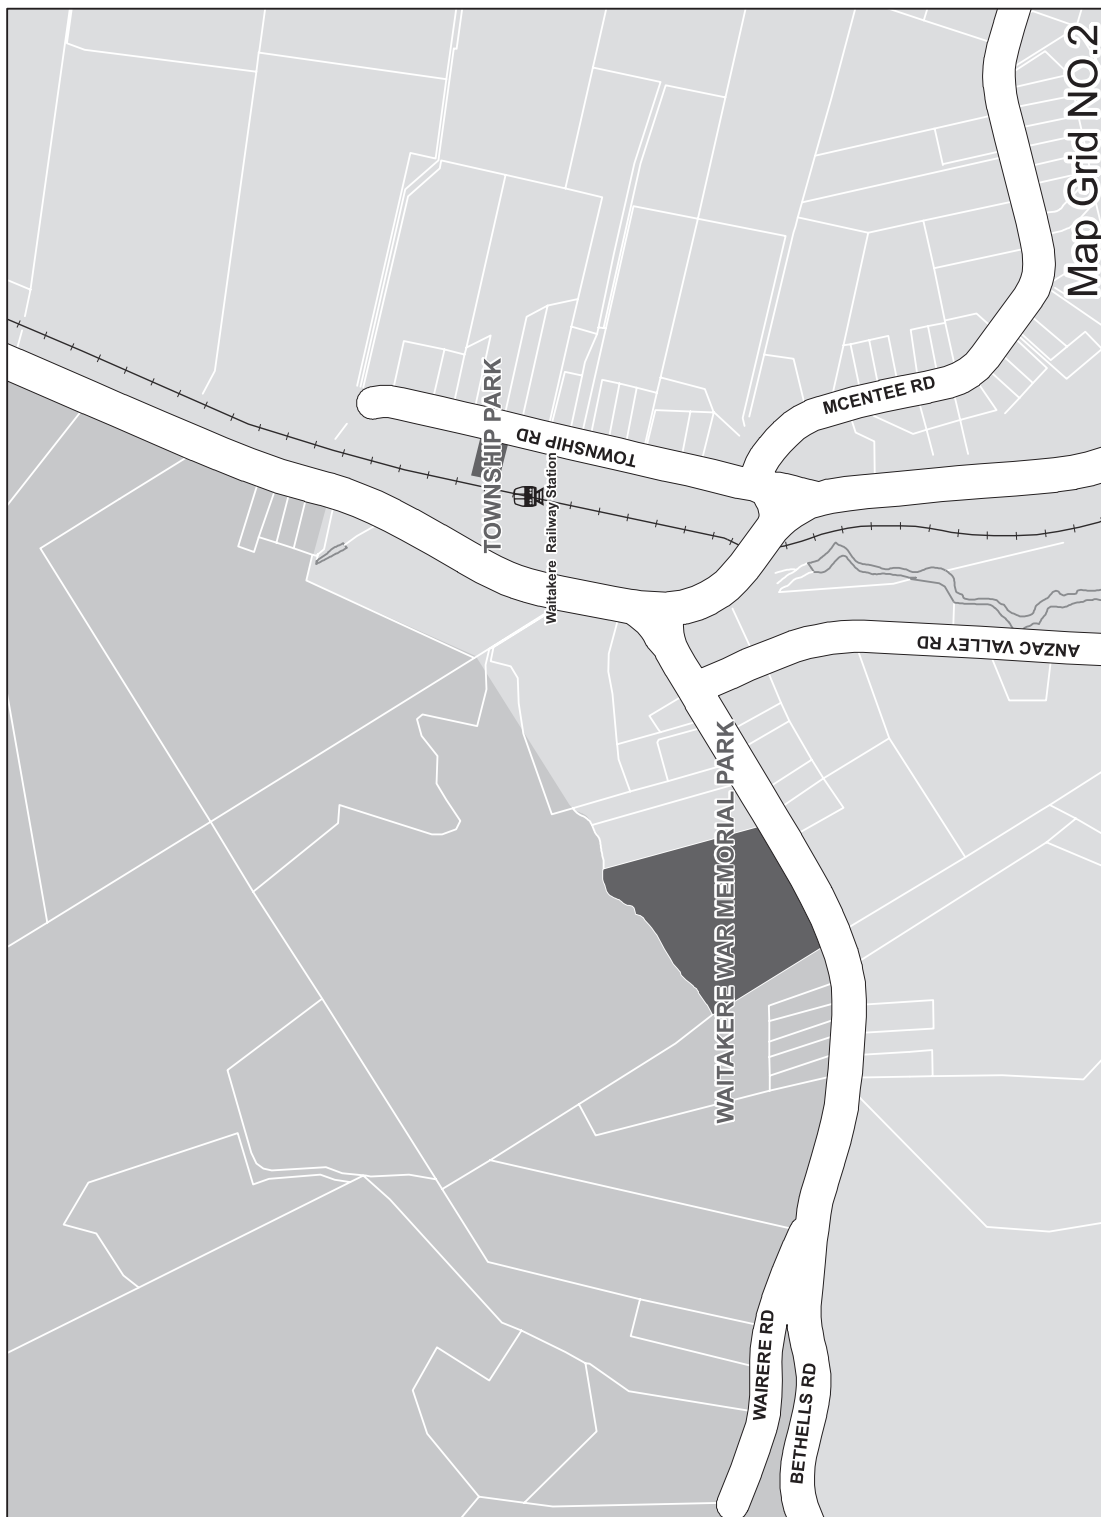 Map Grid NO.2
TOWNSHIP PARK
TOWNSHIP RD
MCENTEE RD
Waitakere Railway Station
ANZAC VALLEY RD
WAITAKERE WAR MEMORIAL PARK
WAIRERE RD
BETHELLS RD